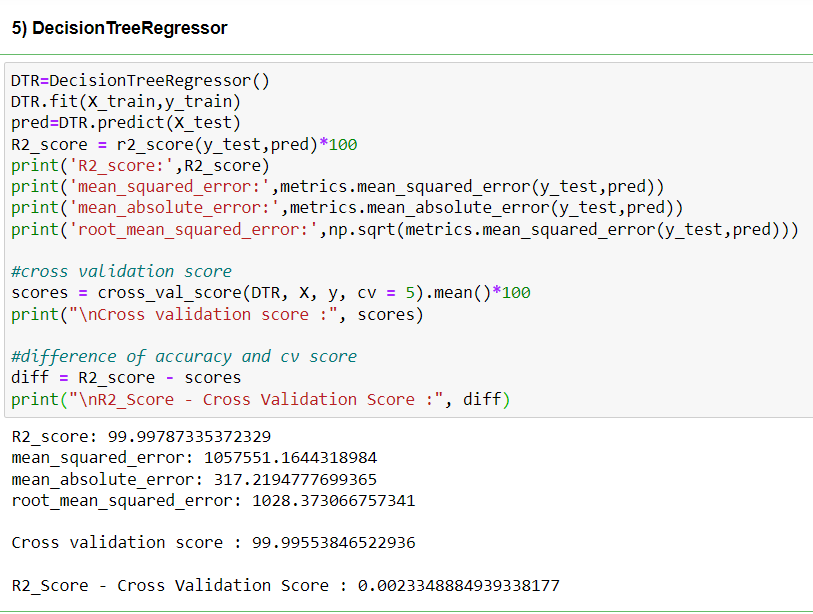 5) DecisionTreeRegressor
DTR=DecisionTreeRegressor()
DTR.fit(X_train,y_train)
pred=DTR.predict(X_test)
R2_score = r2_score(y_test,pred)*100
print('R2_score:',R2_score)
print('mean_squared_error:',metrics.mean_squared_error(y_test,pred))
print('mean_absolute_error:',metrics.mean_absolute_error(y_test,pred))
print('root_mean_squared_error:',np.sqrt(metrics.mean_squared_error(y_test,pred)))
#cross validation score
scores = cross_val_score(DTR, X, y, cv = 5).mean()*100
print("\nCross validation score :", scores)
#difference of accuracy and cv score
diff = R2_score - scores
print("\nR2_Score - Cross Validation Score :", diff)
R2_score: 99.99787335372329
mean_squared_error: 1057551.1644318984
mean_absolute_error: 317.2194777699365
root_mean_squared_error: 1028.373066757341
Cross validation score : 99.99553846522936
R2_Score - Cross Validation Score : 0.0023348884939338177